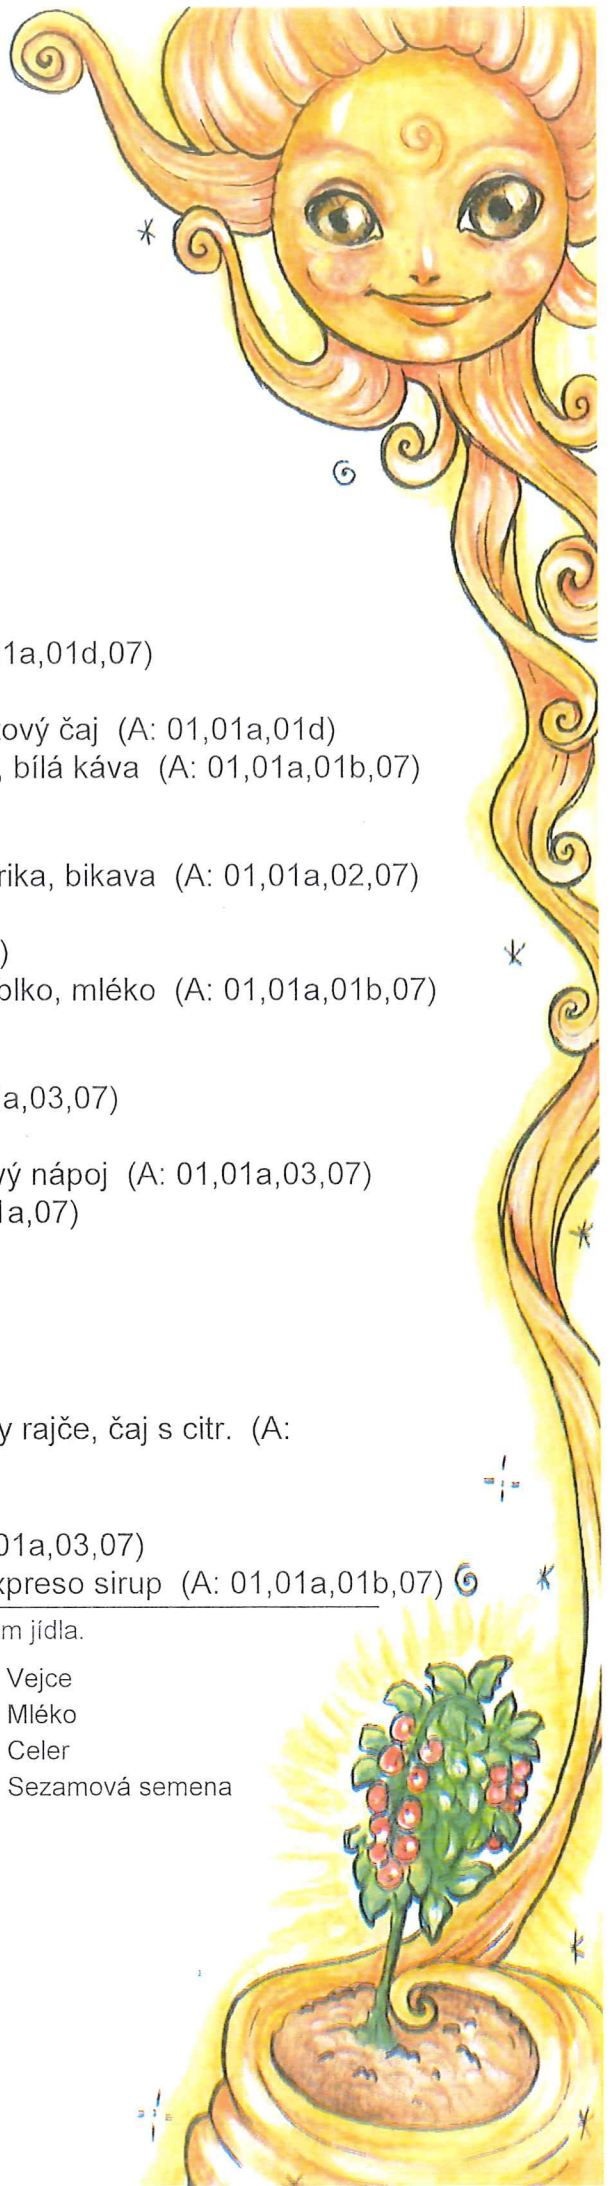 1a,01d,07)
ový čaj (A: 01,01a,01d)
, bílá káva (A: 01,01a,01b,07)
rika, bikava (A: 01,01a,02,07)
)
blko, mléko (A: 01,01a,01b,07)
a,03,07)
vý nápoj (A: 01,01a,03,07)
1a,07)
y rajče, čaj s citr. (A:
01a,03,07)
xpreso sirup (A: 01,01a,01b,07)
m jídla.
Vejce
Mléko
Celer
Sezamová semena